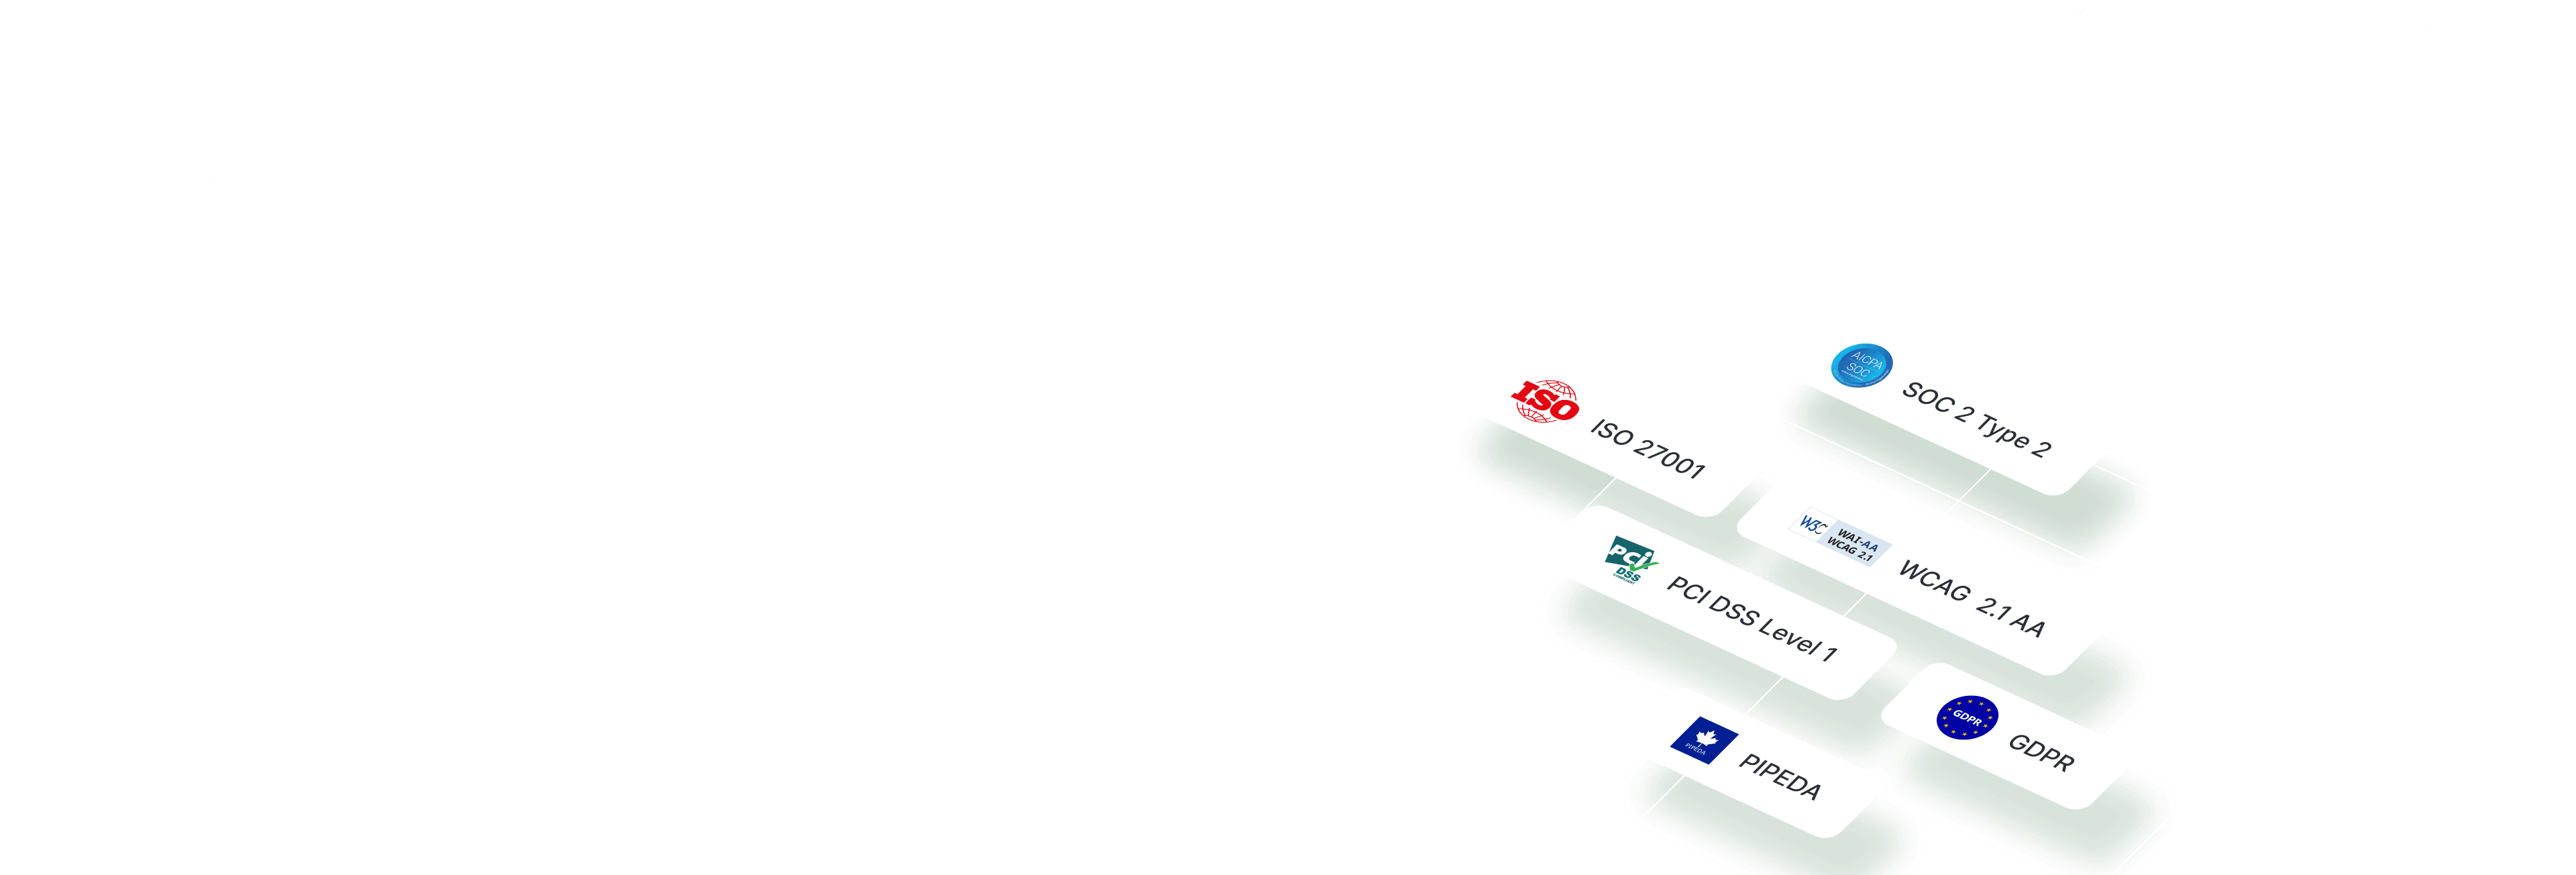 AICPA
SOC
SOC 2 Type 2
ISO
ISO 27001
W3C
WAI-AA
WCAG 2.1
WCAG 2.1 AA
PCI
DSS
COMPLIANT
PCI DSS Level 1
GDPR
GDPR
PIPEDA
PIPEDA